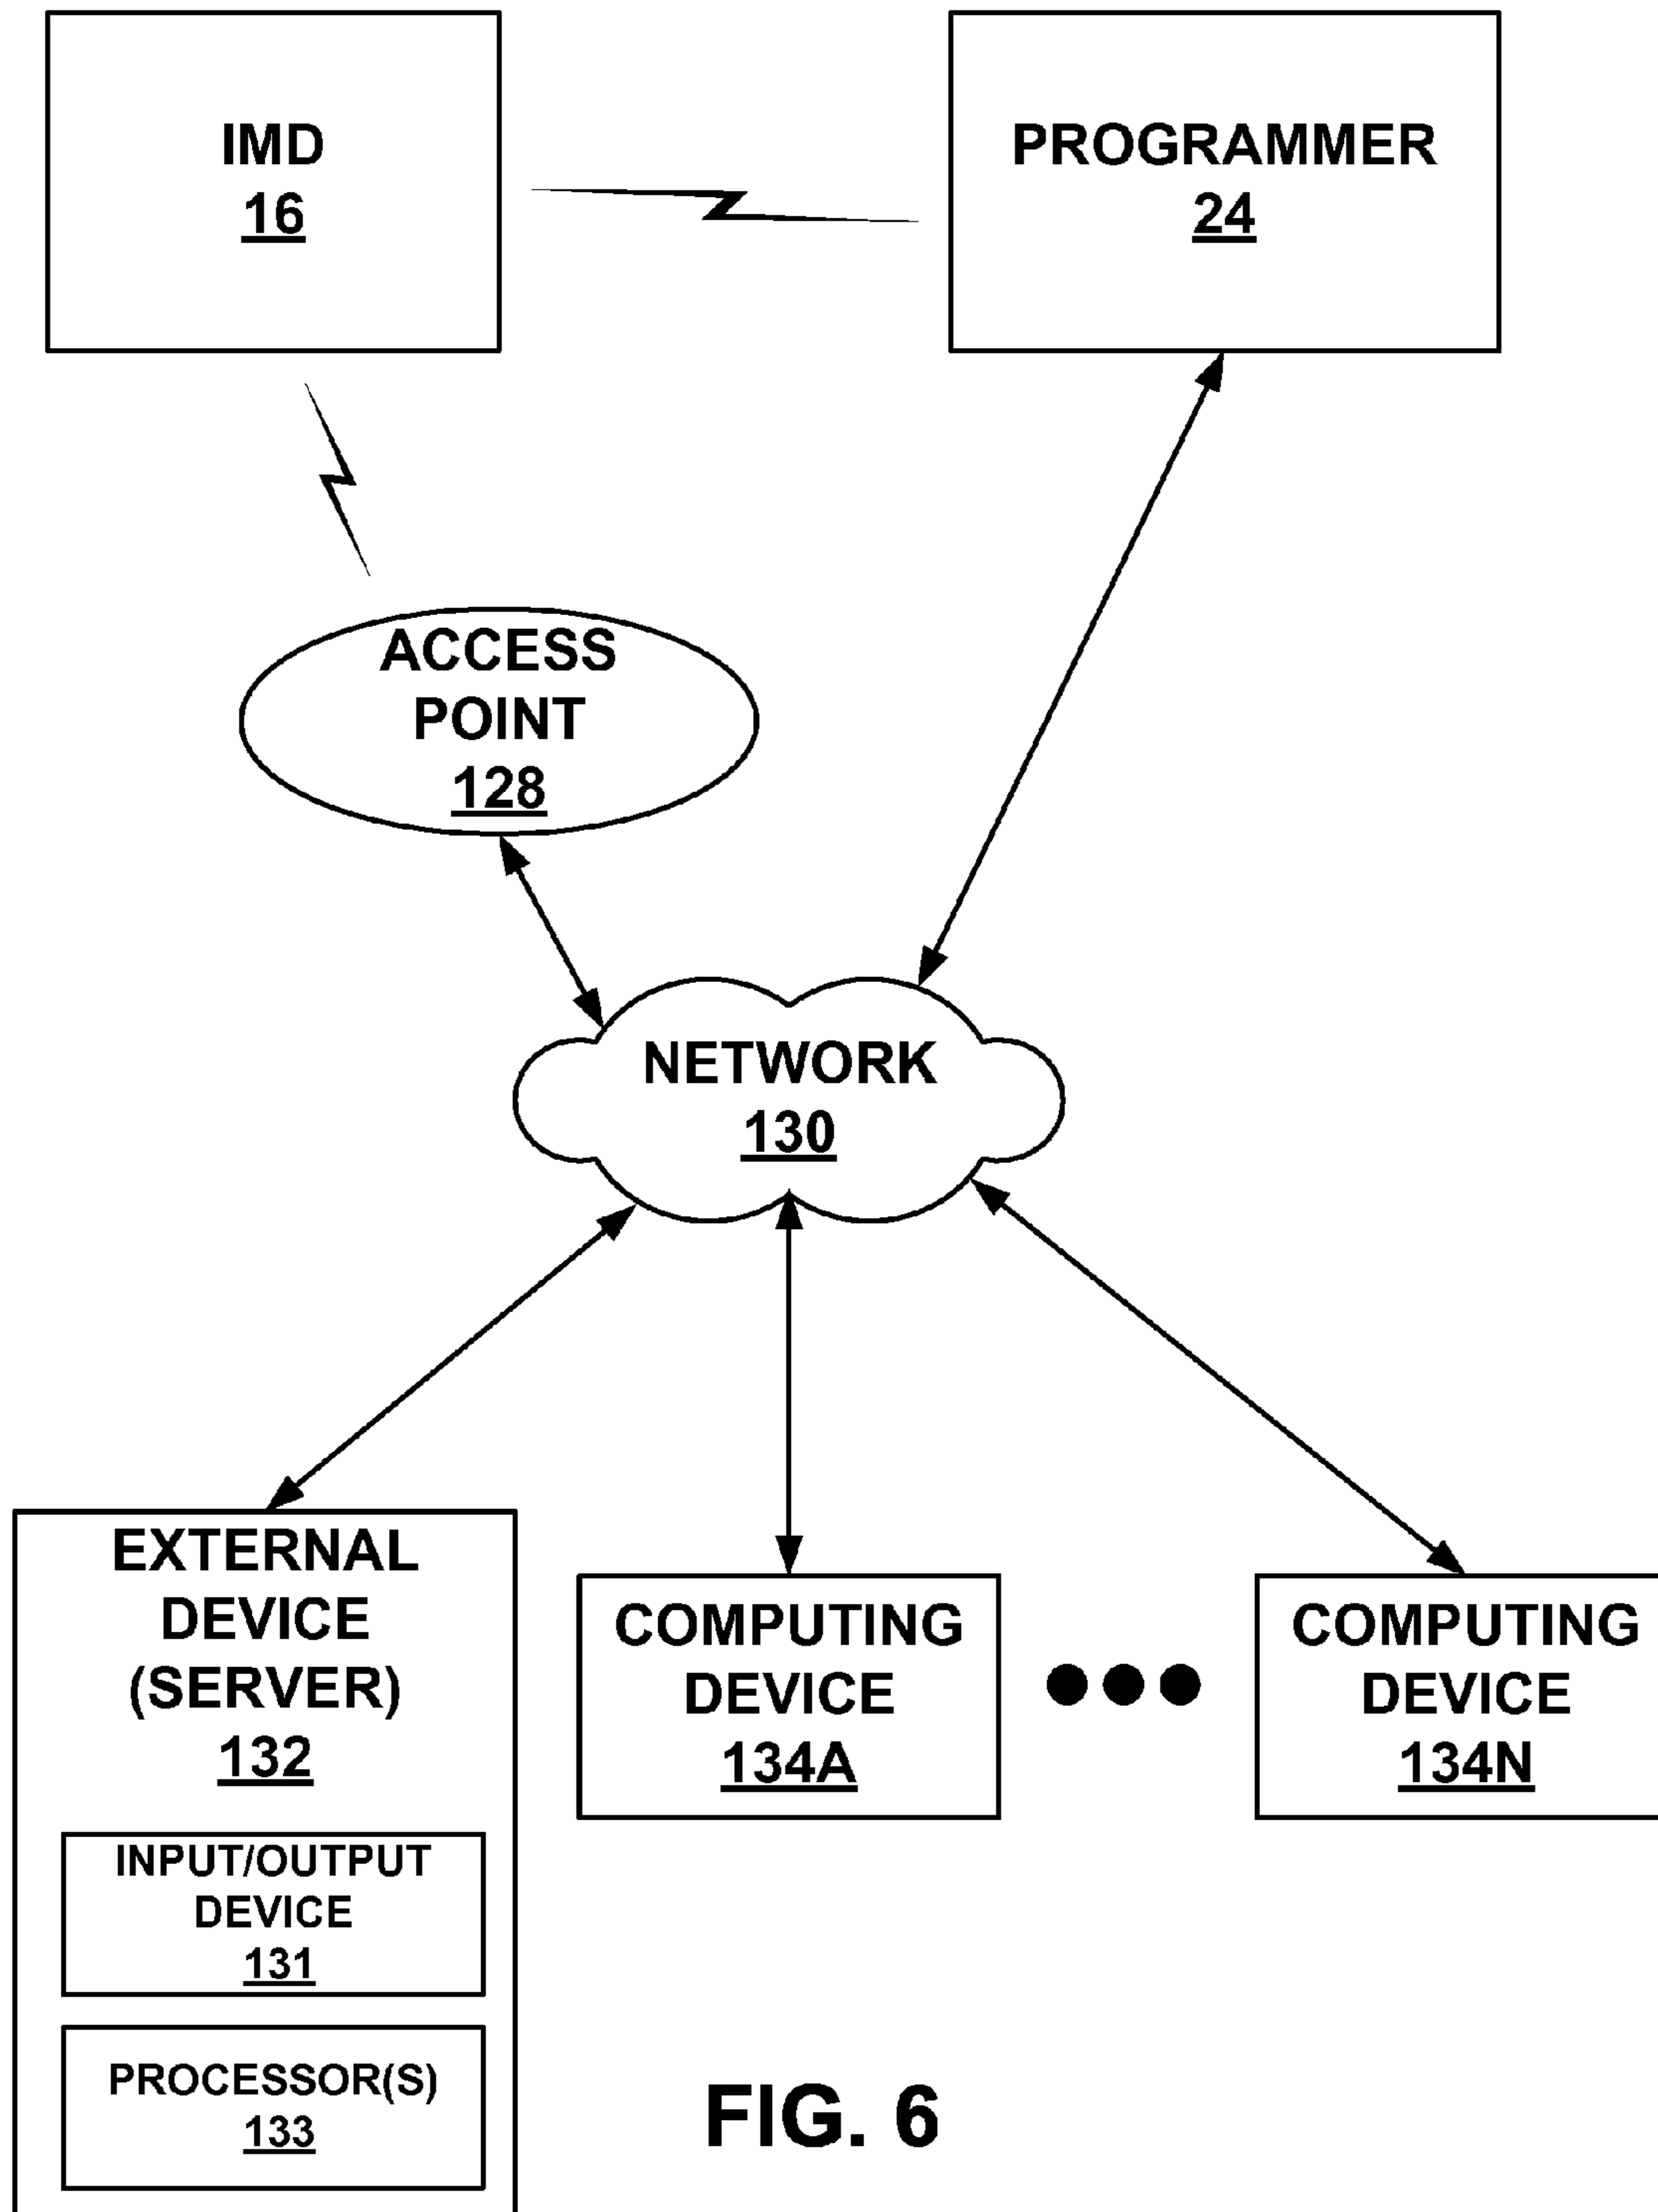 IMD
16
PROGRAMMER
24
ACCESS
POINT
128
NETWORK
130
EXTERNAL
DEVICE
(SERVER)
132
INPUT/OUTPUT
DEVICE
131
PROCESSOR(S)
133
COMPUTING
DEVICE
134A
COMPUTING
DEVICE
134N
FIG. 6